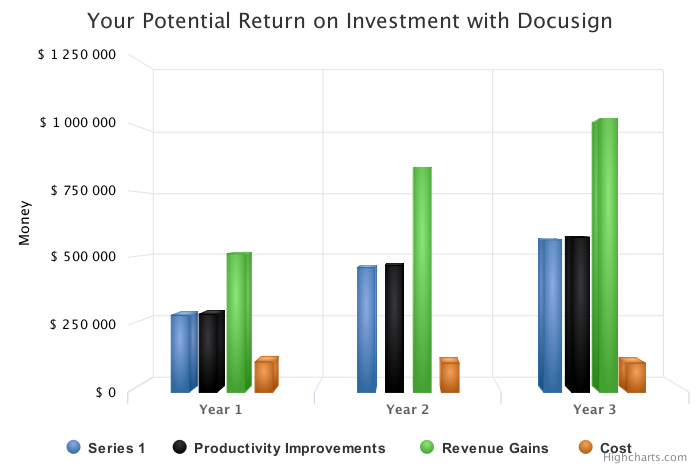 Your Potential Return on Investment with Docusign
$ 1 250 000
$ 1 000 000
$ 750 000
$ 500 000
$ 250 000
$ 0
Money
Year 1
Year 2
Year 3
Series 1
Productivity Improvements
Revenue Gains
Cost
Highcharts.com